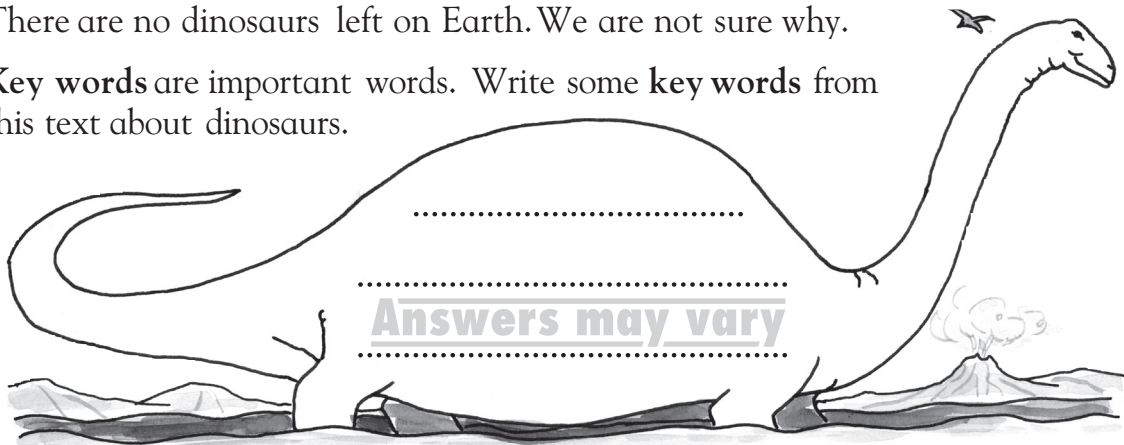 There are no dinosaurs left on Earth. We are not sure why.
Key words are important words. Write some key words from
this text about dinosaurs.
Answers may vary